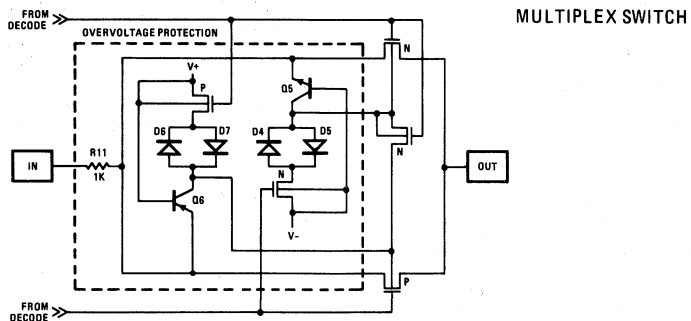 FROM
DECODE
MULTIPLEX SWITCH
OVERVOLTAGE PROTECTION
N
V+
P
Q5
D6
D7
D4
D5
R11
1K
IN
N
N
OUT
Q6
V-
P
FROM
DECODE